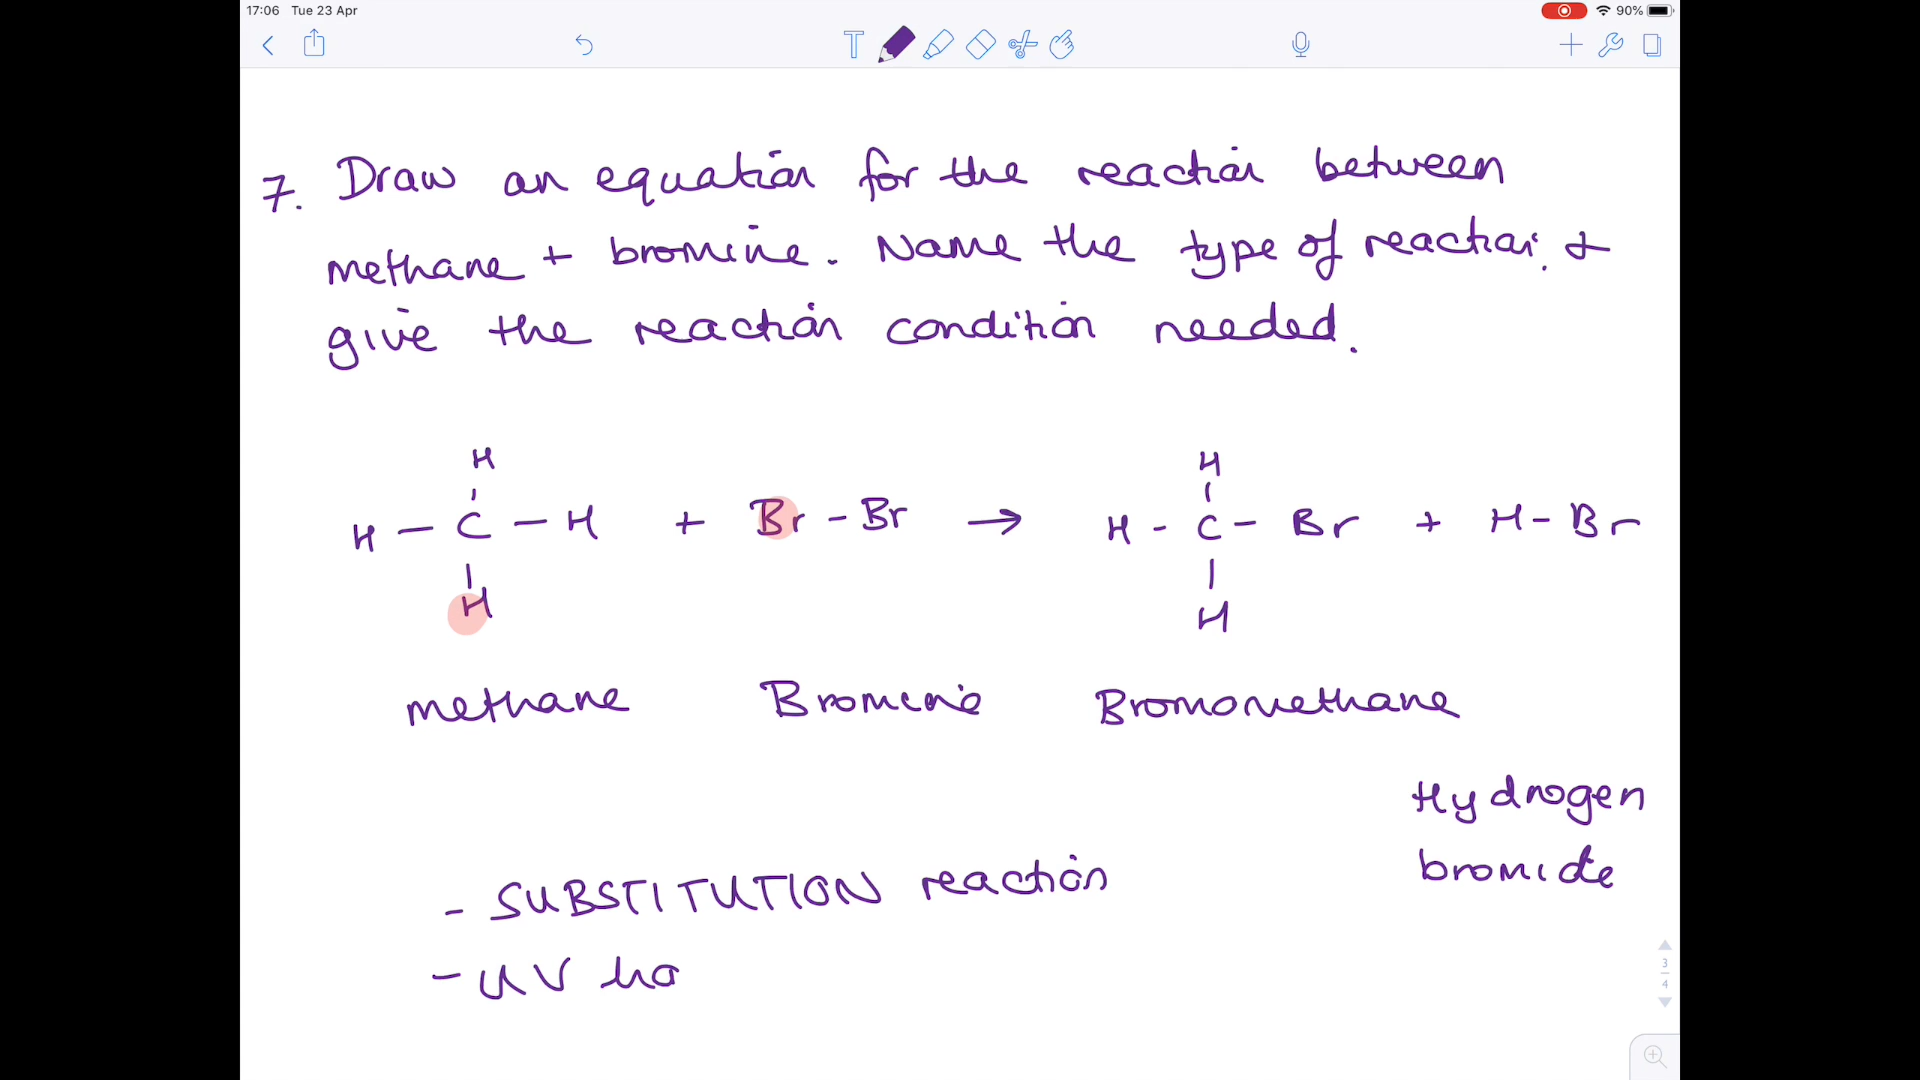 17:06 Tue 23 Apr
90%
T
7. Draw an equation for the reaction between
methane + bromine. Name the type of reaction. &
give the reaction condition needed.
H H
H - C - H + Br - Br → H - C - Br + H - Br
H H
methane Bromine Bromomethane
Hydrogen
bromide
- SUBSTITUTION reaction
- UV
3
4